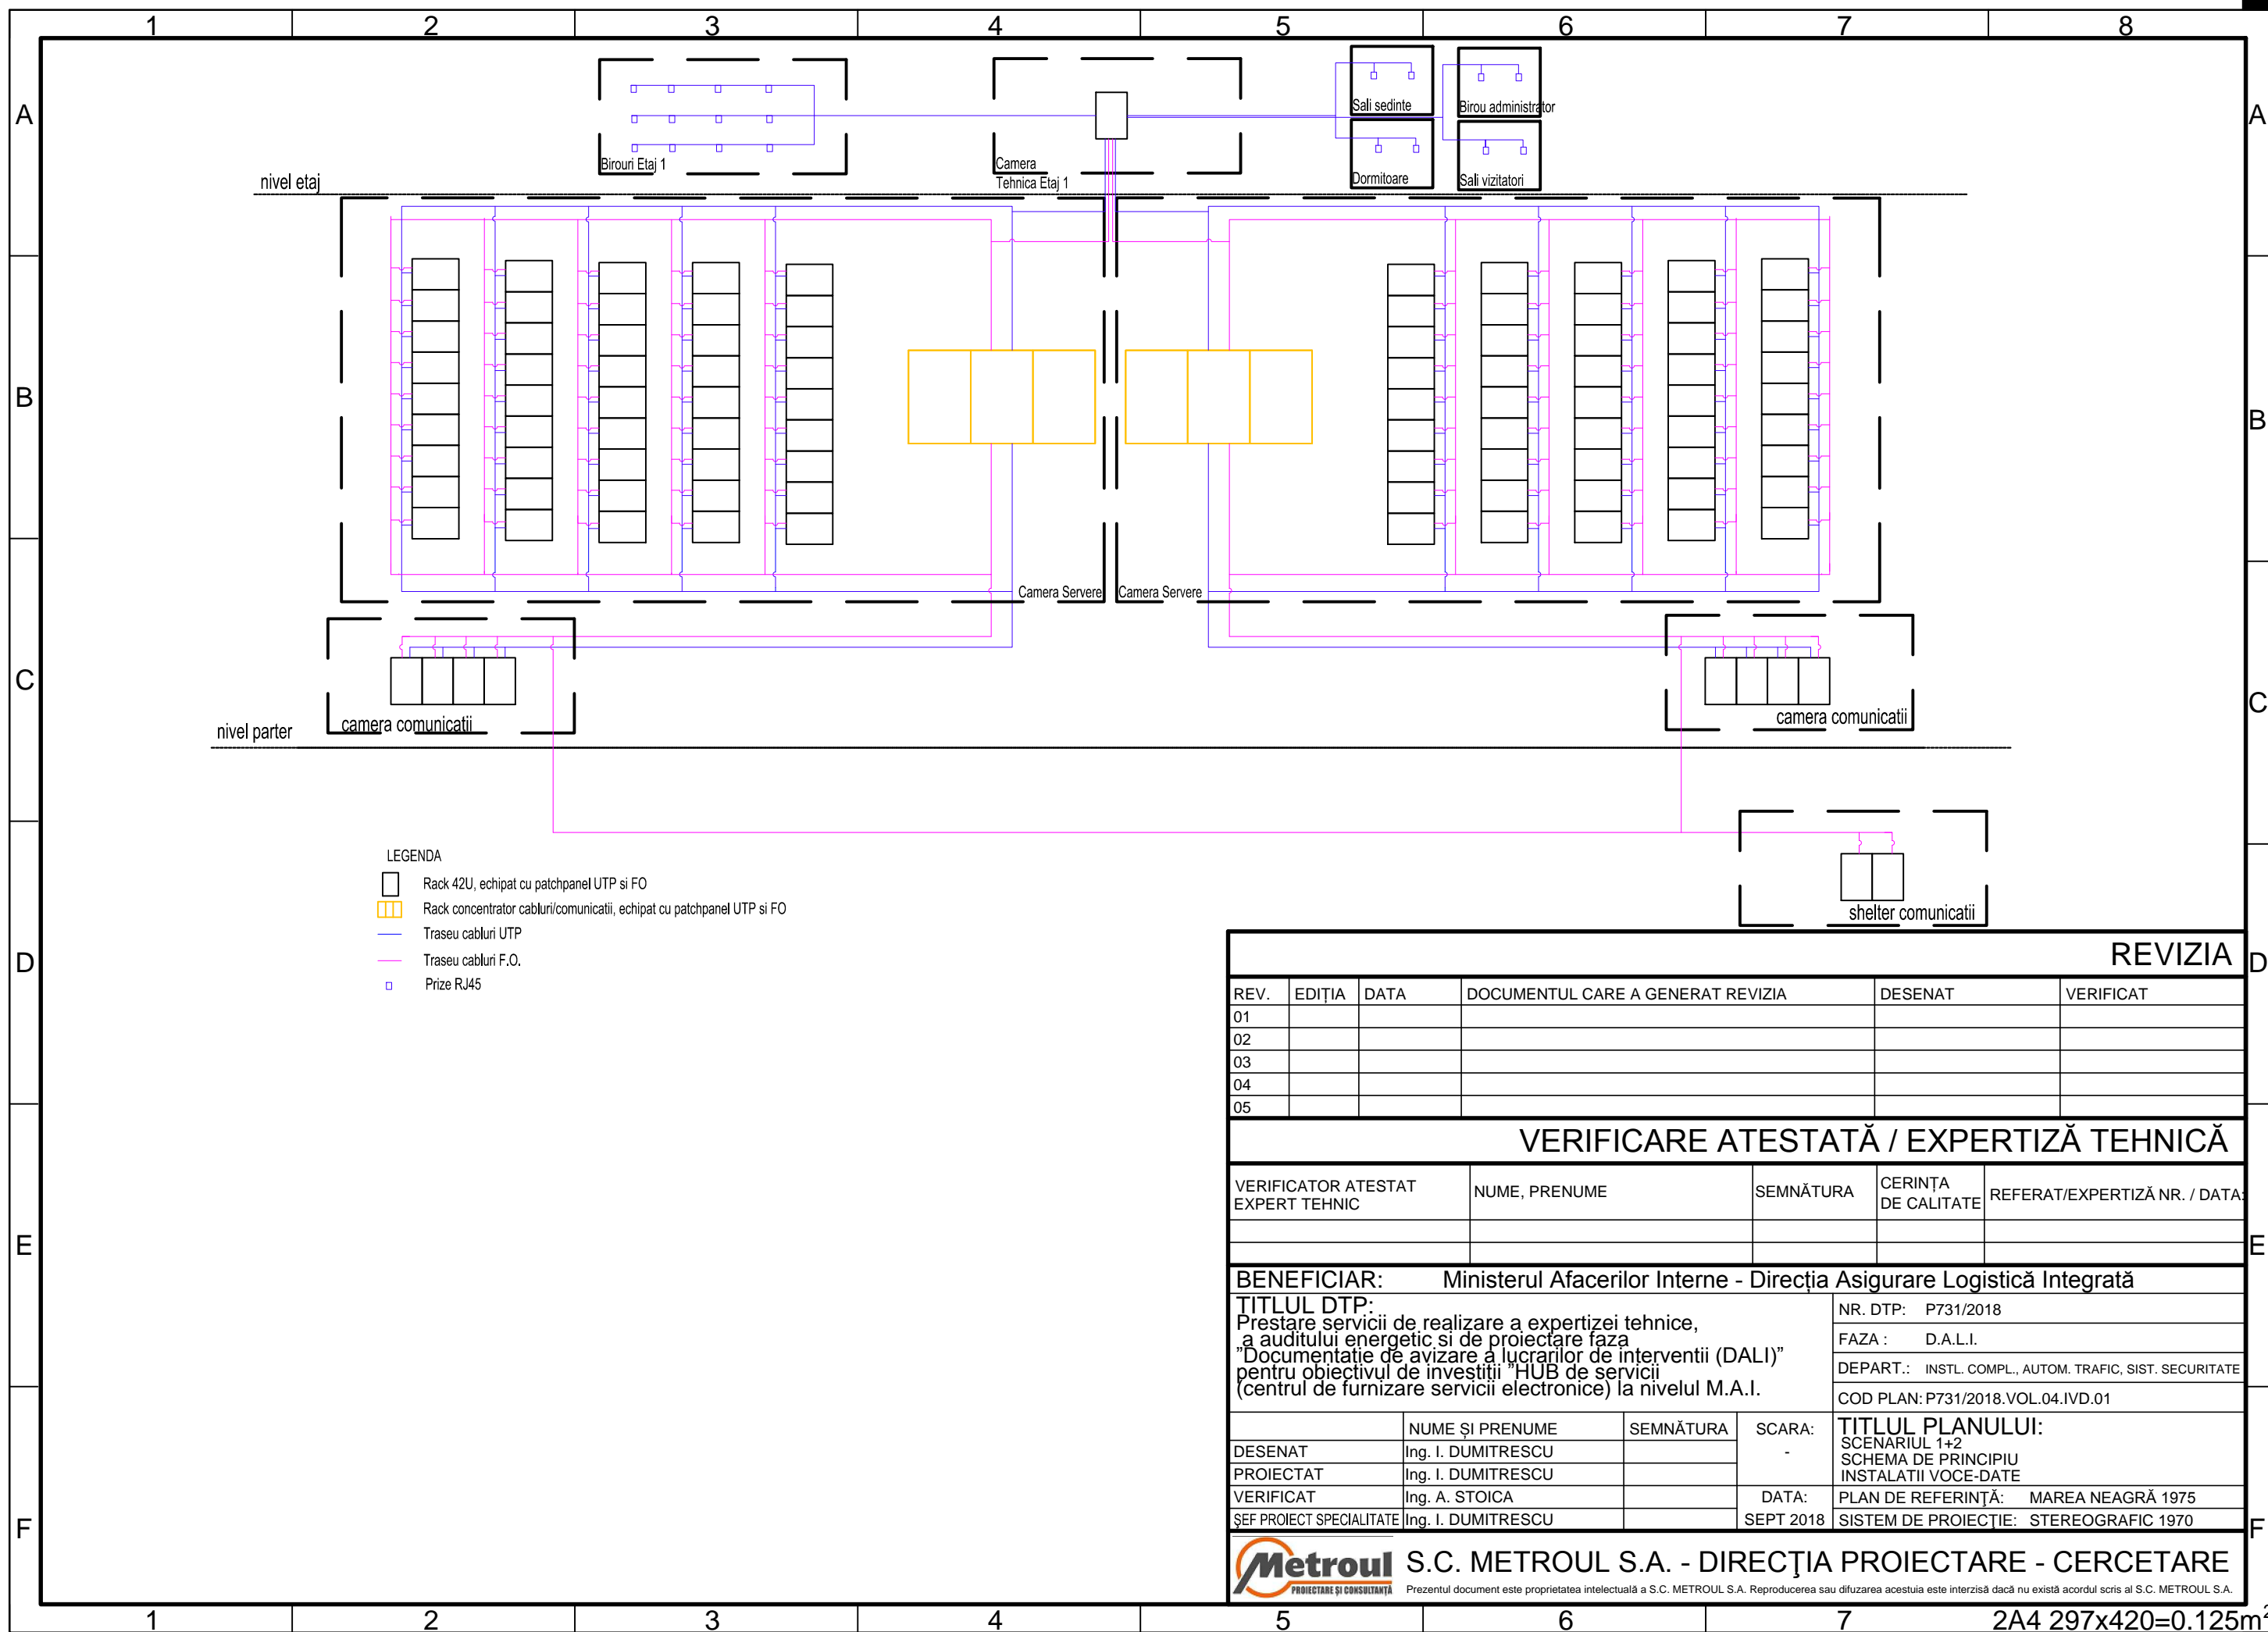 1 2 3 4 5 6 7 8
A A
Sali sedinte
Birou administrator
Birouri Etaj 1
Camera
Tehnica Etaj 1
Dormitoare
Sali vizitatori
nivel etaj
B B
Camera Servere
Camera Servere
C C
camera comunicatii
camera comunicatii
nivel parter
shelter comunicatii
LEGENDA
Rack 42U, echipat cu patchpanel UTP si FO
Rack concentrator cabluri/comunicatii, echipat cu patchpanel UTP si FO
Traseu cabluri UTP
Traseu cabluri F.O.
Prize RJ45
D D
REVIZIA
REV. EDIȚIA DATA DOCUMENTUL CARE A GENERAT REVIZIA DESENAT VERIFICAT
01
02
03
04
05
VERIFICARE ATESTATĂ / EXPERTIZĂ TEHNICĂ
VERIFICATOR ATESTAT
EXPERT TEHNIC
NUME, PRENUME
SEMNĂTURA
CERINȚA
DE CALITATE
REFERAT/EXPERTIZĂ NR. / DATA:
E E
BENEFICIAR: Ministerul Afacerilor Interne - Direcția Asigurare Logistică Integrată
TITLUL DTP:
Prestare servicii de realizare a expertizei tehnice,
a auditului energetic si de proiectare faza
"Documentatie de avizare a lucrarilor de interventii (DALI)"
pentru obiectivul de investitii "HUB de servicii
(centrul de furnizare servicii electronice) la nivelul M.A.I.
NR. DTP: P731/2018
FAZA : D.A.L.I.
DEPART.: INSTL. COMPL., AUTOM. TRAFIC, SIST. SECURITATE
COD PLAN: P731/2018.VOL.04.IVD.01
NUME ȘI PRENUME SEMNĂTURA SCARA:
-
DESENAT Ing. I. DUMITRESCU
PROIECTAT Ing. I. DUMITRESCU
VERIFICAT Ing. A. STOICA DATA:
ȘEF PROIECT SPECIALITATE Ing. I. DUMITRESCU SEPT 2018
TITLUL PLANULUI:
SCENARIUL 1+2
SCHEMA DE PRINCIPIU
INSTALATII VOCE-DATE
PLAN DE REFERINȚĂ: MAREA NEAGRĂ 1975
SISTEM DE PROIECȚIE: STEREOGRAFIC 1970
F F
Metroul
PROIECTARE ȘI CONSULTANȚĂ
S.C. METROUL S.A. - DIRECŢIA PROIECTARE - CERCETARE
Prezentul document este proprietatea intelectuală a S.C. METROUL S.A. Reproducerea sau difuzarea acestuia este interzisă dacă nu există acordul scris al S.C. METROUL S.A.
1 2 3 4 5 6 7 2A4 297x420=0.125m²